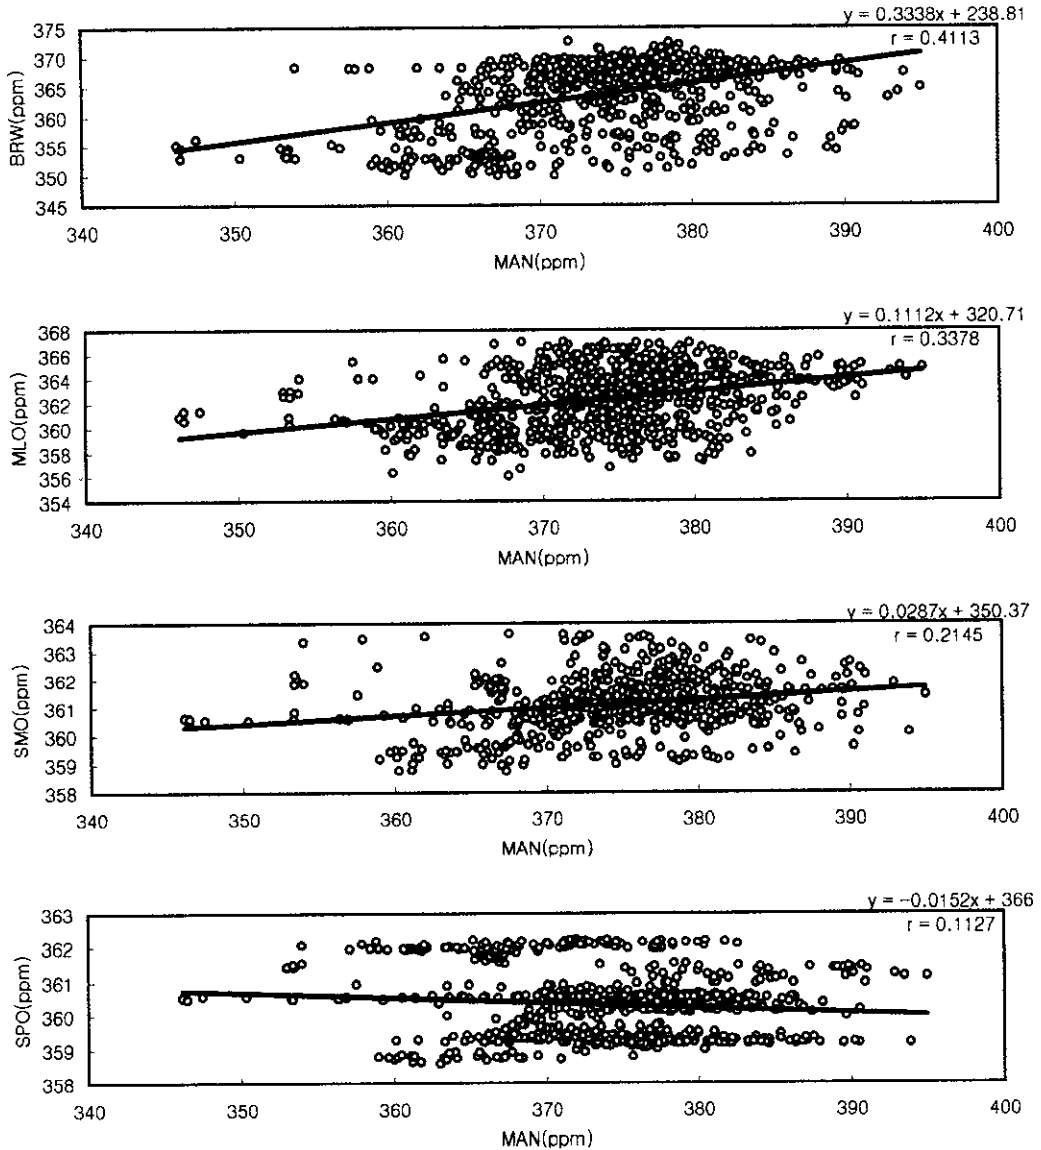 y = 0.3338x + 238.81
r = 0.4113
375
370
365
360
355
350
345
BRW(ppm)
340 350 360 370 380 390 400
MAN(ppm)
y = 0.1112x + 320.71
r = 0.3378
368
366
364
362
360
358
356
354
MLO(ppm)
340 350 360 370 380 390 400
MAN(ppm)
y = 0.0287x + 350.37
r = 0.2145
364
363
362
361
360
359
358
SMO(ppm)
340 350 360 370 380 390 400
MAN(ppm)
y = −0.0152x + 366
r = 0.1127
363
362
361
360
359
358
SPO(ppm)
340 350 360 370 380 390 400
MAN(ppm)